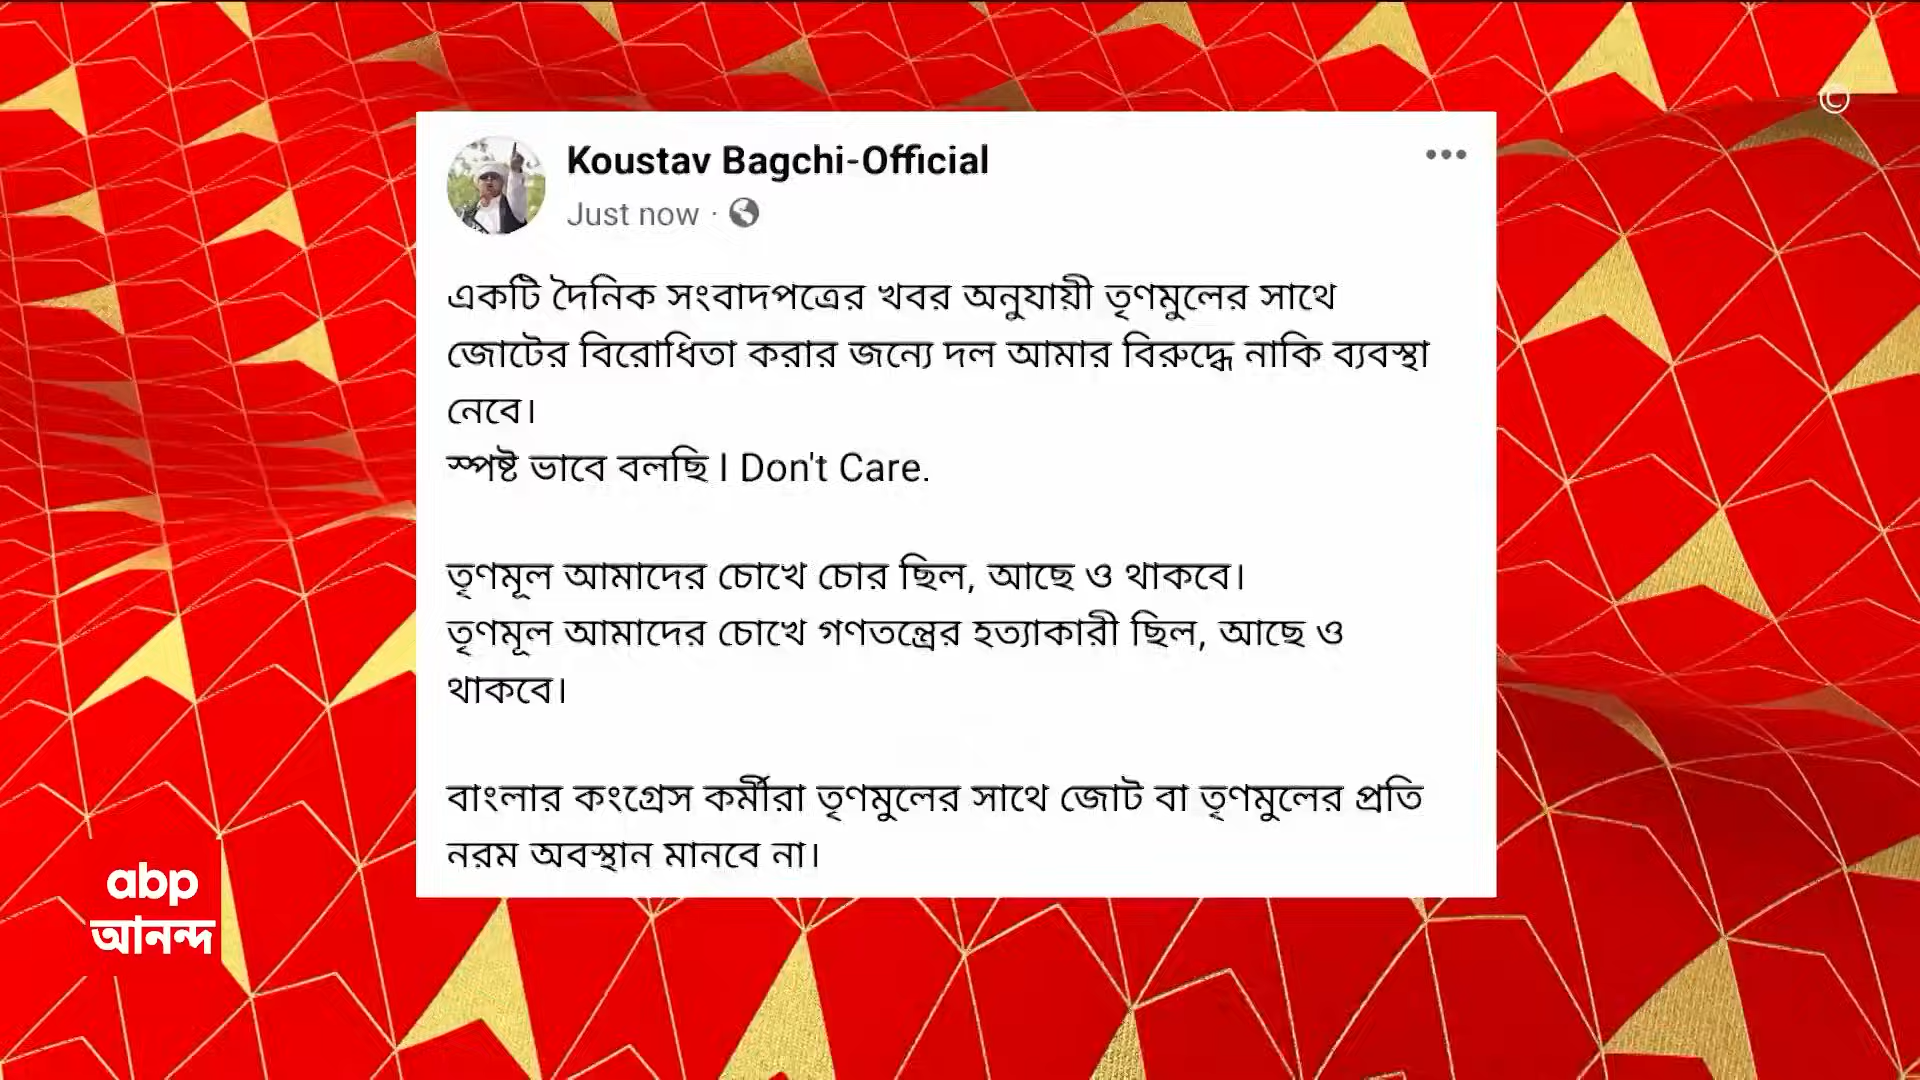 ©
Koustav Bagchi-Official
Just now ·
একটি দৈনিক সংবাদপত্রের খবর অনুযায়ী তৃণমুলের সাথে
জোটের বিরোধিতা করার জন্যে দল আমার বিরুদ্ধে নাকি ব্যবস্থা
নেবে।
স্পষ্ট ভাবে বলছি I Don't Care.
তৃণমূল আমাদের চোখে চোর ছিল, আছে ও থাকবে।
তৃণমূল আমাদের চোখে গণতন্ত্রের হত্যাকারী ছিল, আছে ও
থাকবে।
বাংলার কংগ্রেস কর্মীরা তৃণমুলের সাথে জোট বা তৃণমুলের প্রতি
নরম অবস্থান মানবে না।
abp
আনন্দ